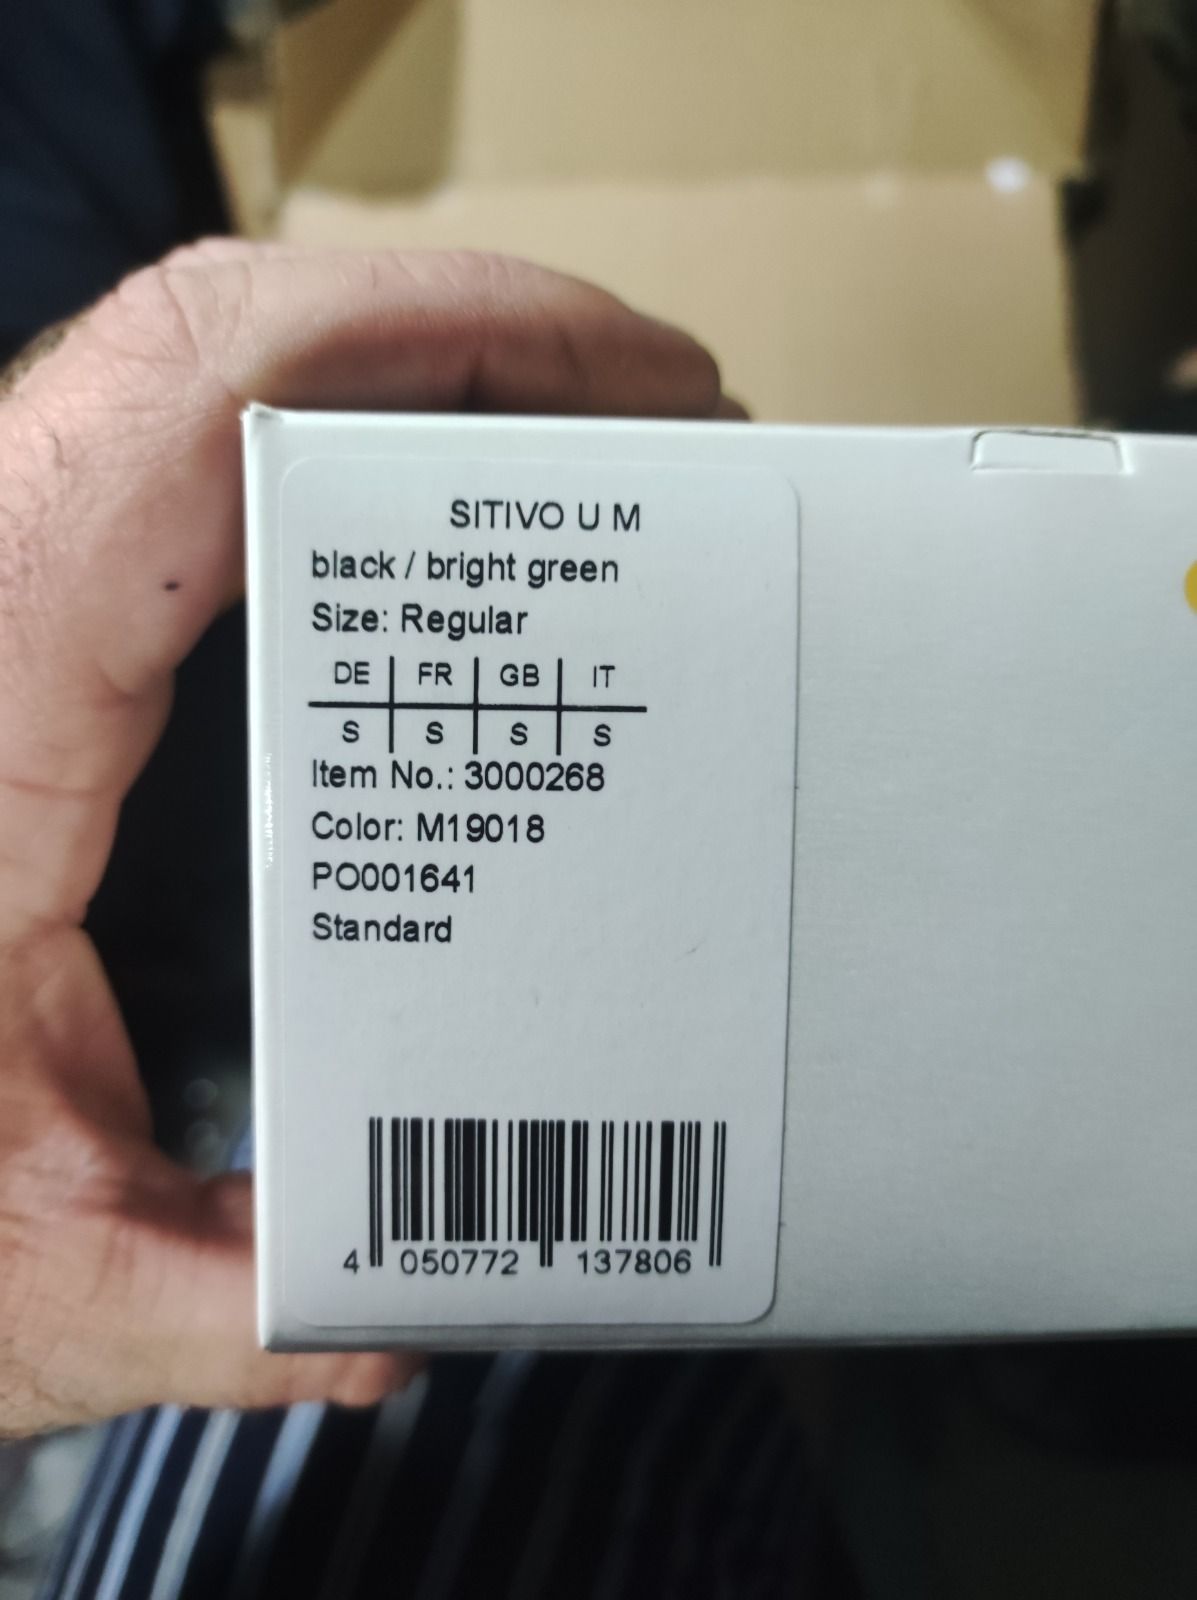 SITIVO U M
black / bright green
Size: Regular
DE FR GB IT
S S S S
Item No.: 3000268
Color: M19018
PO001641
Standard
4 050772 137806